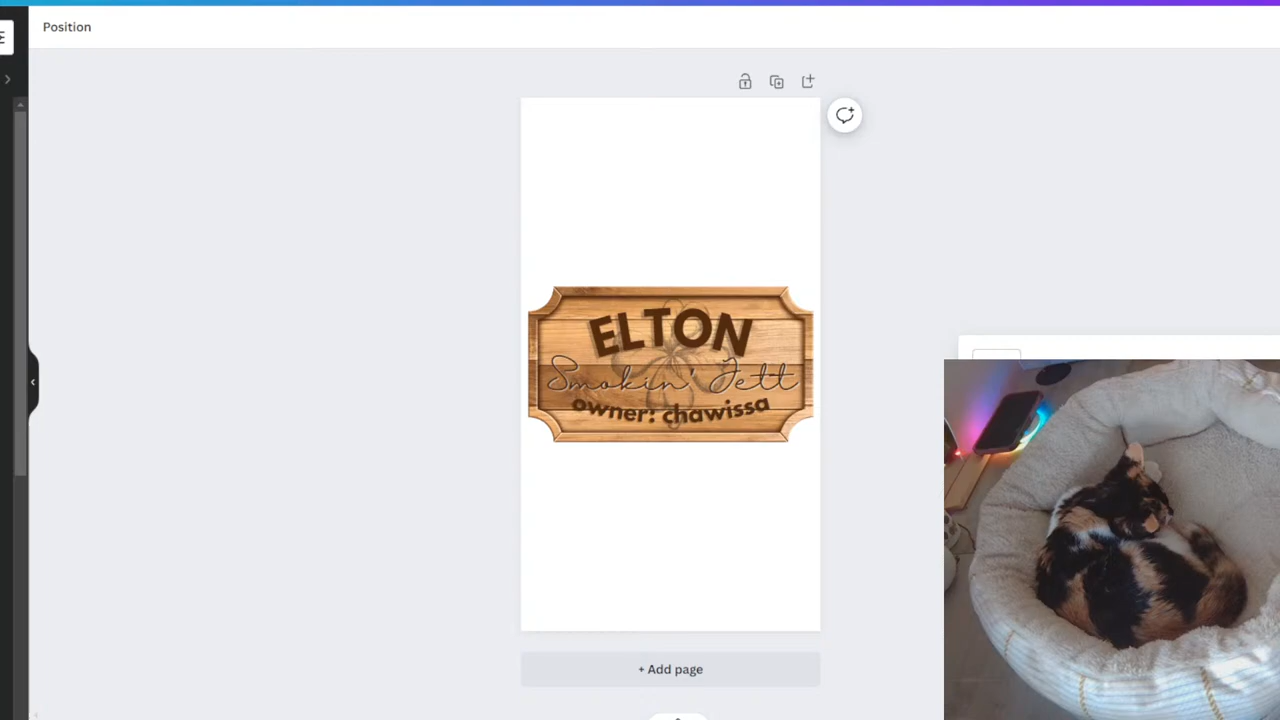 Position
ELTON
Smokin' Jett
owner: chawissa
+ Add page